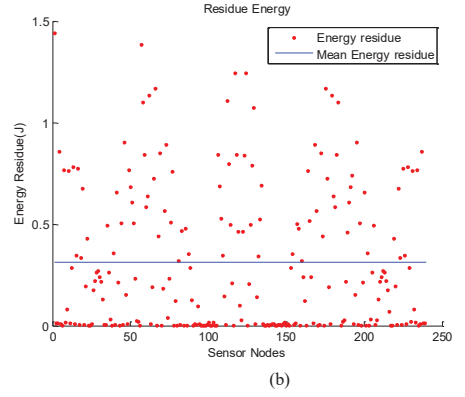 Residue Energy
1.5
Energy residue
Mean Energy residue
1
Energy Residue(J)
0.5
0
0 50 100 150 200 250
Sensor Nodes
(b)